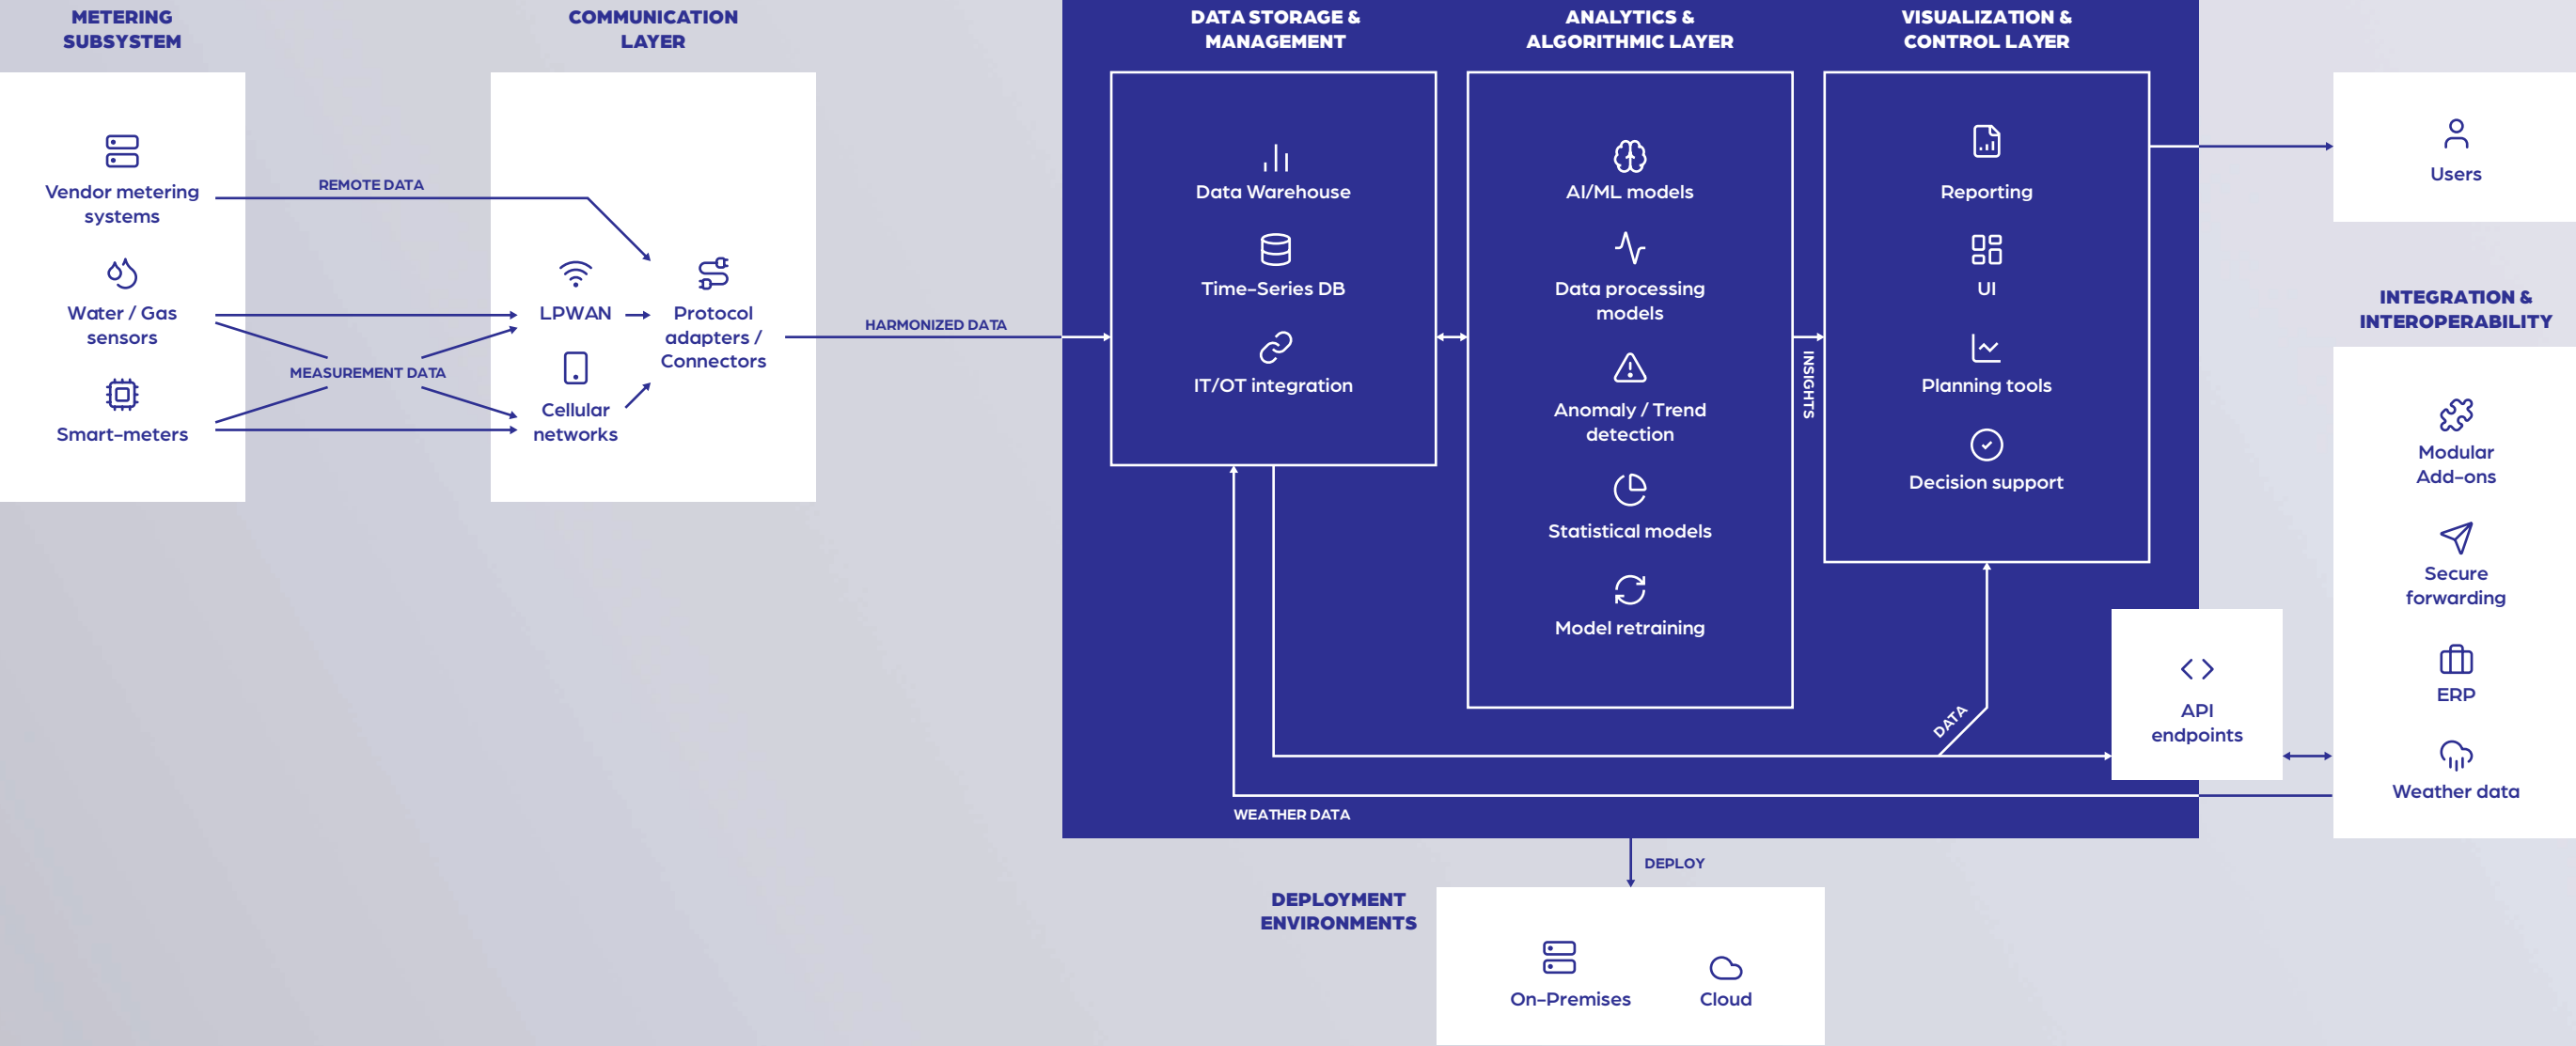 METERING
SUBSYSTEM
Vendor metering
systems
Water / Gas
sensors
Smart-meters
REMOTE DATA
MEASUREMENT DATA
COMMUNICATION
LAYER
LPWAN
Cellular
networks
Protocol
adapters /
Connectors
HARMONIZED DATA
DATA STORAGE &
MANAGEMENT
Data Warehouse
Time-Series DB
IT/OT integration
ANALYTICS &
ALGORITHMIC LAYER
AI/ML models
Data processing
models
Anomaly / Trend
detection
Statistical models
Model retraining
INSIGHTS
VISUALIZATION &
CONTROL LAYER
Reporting
UI
Planning tools
Decision support
DATA
API
endpoints
WEATHER DATA
Users
INTEGRATION &
INTEROPERABILITY
Modular
Add-ons
Secure
forwarding
ERP
Weather data
DEPLOY
DEPLOYMENT
ENVIRONMENTS
On-Premises
Cloud